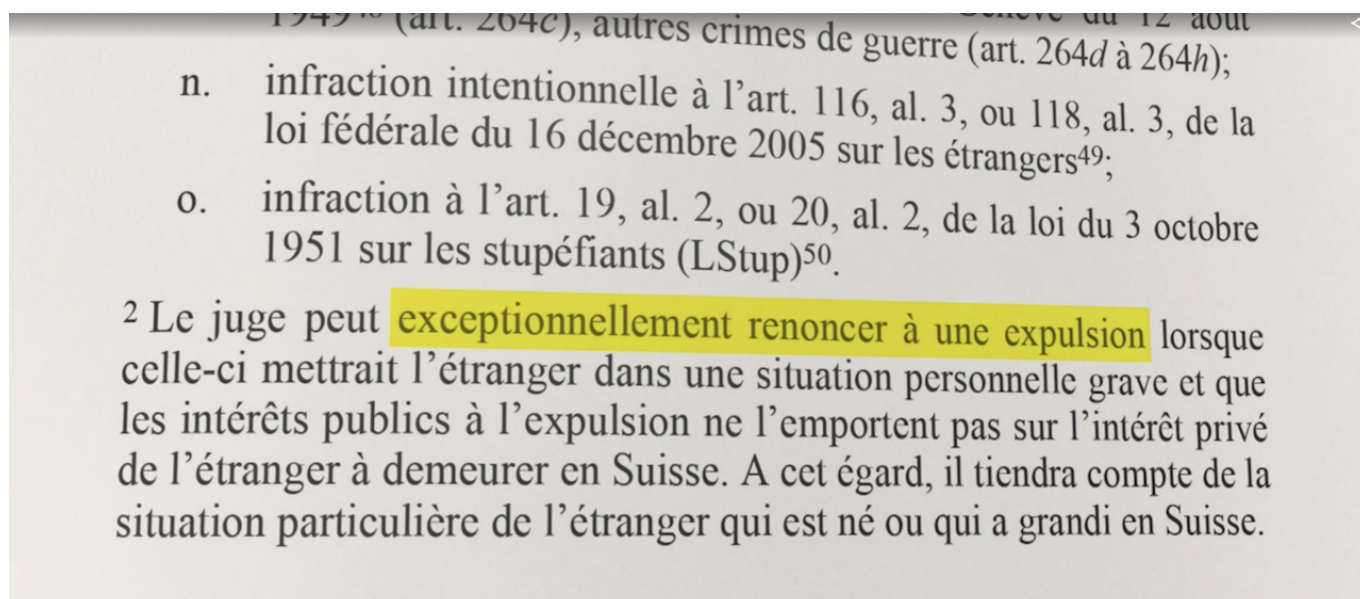 1949⁴⁸ (art. 264c), autres crimes de guerre (art. 264d à 264h);
Genève du 12 août
n. infraction intentionnelle à l’art. 116, al. 3, ou 118, al. 3, de la
loi fédérale du 16 décembre 2005 sur les étrangers⁴⁹;
o. infraction à l’art. 19, al. 2, ou 20, al. 2, de la loi du 3 octobre
1951 sur les stupéfiants (LStup)⁵⁰.
² Le juge peut exceptionnellement renoncer à une expulsion lorsque
celle-ci mettrait l’étranger dans une situation personnelle grave et que
les intérêts publics à l’expulsion ne l’emportent pas sur l’intérêt privé
de l’étranger à demeurer en Suisse. A cet égard, il tiendra compte de la
situation particulière de l’étranger qui est né ou qui a grandi en Suisse.